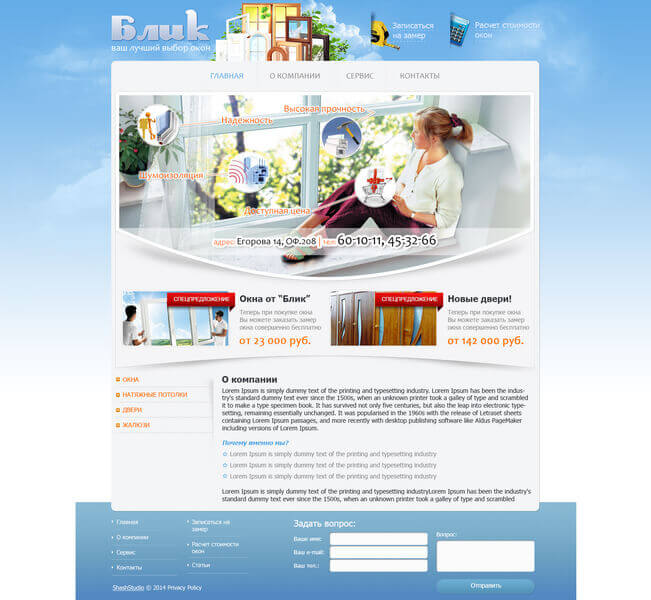 Блик
ваш лучший выбор окон
Записаться
на замер
Расчет стоимости
окон
ГЛАВНАЯ
О КОМПАНИИ
СЕРВИС
КОНТАКТЫ
Высокая прочность
Надежность
Шумоизоляция
Доступная цена
адрес: Егорова 14, ОФ.208 | тел: 60-10-11, 45-32-66
СПЕЦПРЕДЛОЖЕНИЕ
Окна от "Блик"
Теперь при покупке окна
Вы можете заказать замер
окна совершенно бесплатно
от 23 000 руб.
СПЕЦПРЕДЛОЖЕНИЕ
Новые двери!
Теперь при покупке окна
Вы можете заказать замер
окна совершенно бесплатно
от 142 000 руб.
ОКНА
НАТЯЖНЫЕ ПОТОЛКИ
ДВЕРИ
ЖАЛЮЗИ
О компании
Lorem Ipsum is simply dummy text of the printing and typesetting industry. Lorem Ipsum has been the indus-
try's standard dummy text ever since the 1500s, when an unknown printer took a galley of type and scrambled
it to make a type specimen book. It has survived not only five centuries, but also the leap into electronic type-
setting, remaining essentially unchanged. It was popularised in the 1960s with the release of Letraset sheets
containing Lorem Ipsum passages, and more recently with desktop publishing software like Aldus PageMaker
including versions of Lorem Ipsum.
Почему именно мы?
Lorem Ipsum is simply dummy text of the printing and typesetting industry
Lorem Ipsum is simply dummy text of the printing and typesetting industry
Lorem Ipsum is simply dummy text of the printing and typesetting industry
Lorem Ipsum is simply dummy text of the printing and typesetting industryLorem Ipsum has been the industry's
standard dummy text ever since the 1500s, when an unknown printer took a galley of type and scrambled
Главная
О компании
Сервис
Контакты
Записаться на
замер
Расчет стоимости
окон
Статьи
Задать вопрос:
Ваше имя:
Ваш e-mail:
Ваш тел.:
Вопрос:
Отправить
ShashStudio © 2014 Privacy Policy